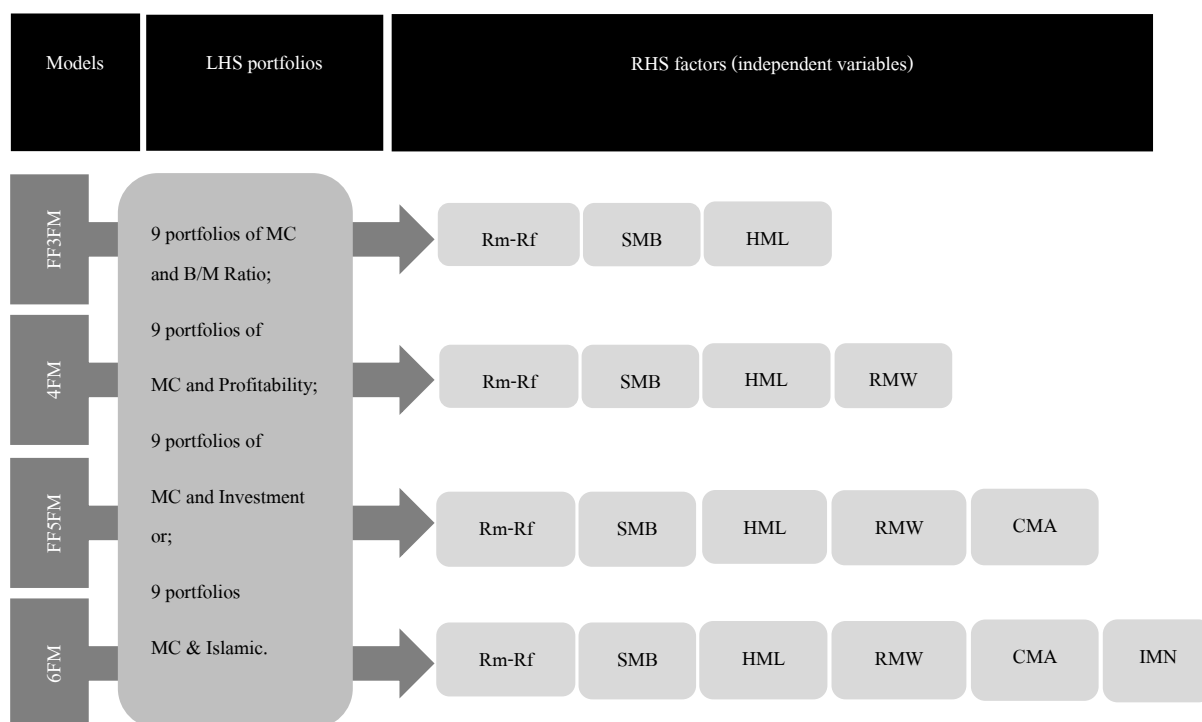 Models
LHS portfolios
RHS factors (independent variables)
FF3FM
9 portfolios of MC
and B/M Ratio;
9 portfolios of
MC and Profitability;
9 portfolios of
MC and Investment
or;
9 portfolios
MC & Islamic.
Rm-Rf SMB HML
4FM
Rm-Rf SMB HML RMW
FF5FM
Rm-Rf SMB HML RMW CMA
6FM
Rm-Rf SMB HML RMW CMA IMN